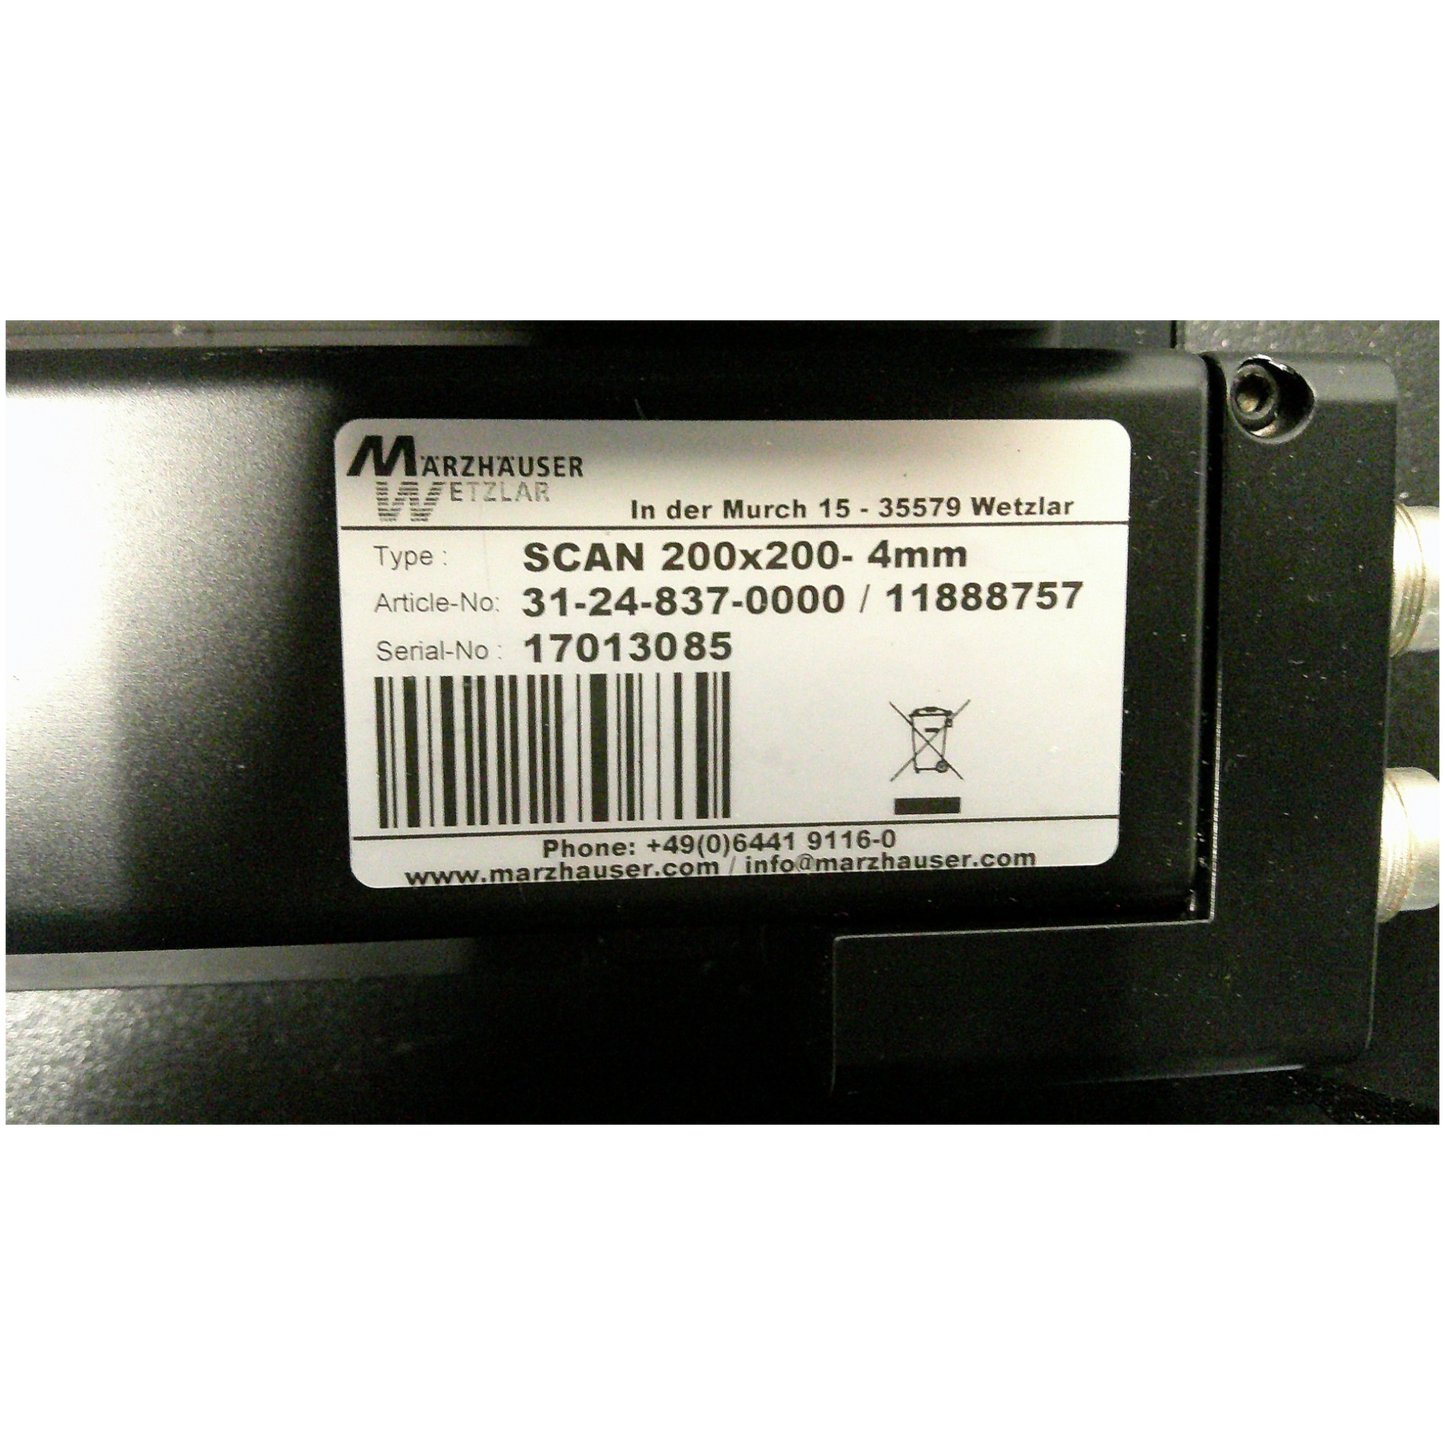 MÄRZHÄUSER
WETZLAR
In der Murch 15 - 35579 Wetzlar
Type : SCAN 200x200- 4mm
Article-No: 31-24-837-0000 / 11888757
Serial-No : 17013085
Phone: +49(0)6441 9116-0
www.marzhauser.com / info@marzhauser.com